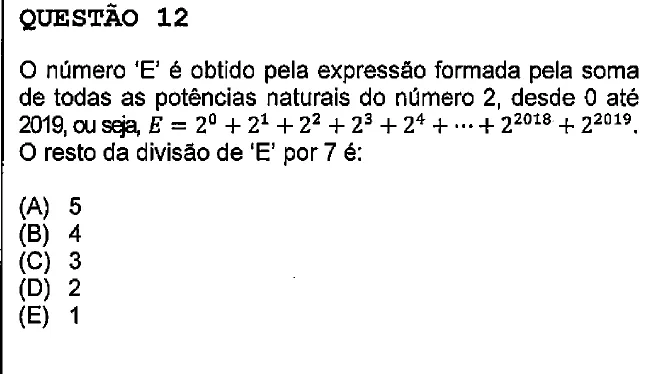 QUESTÃO 12
O número 'E' é obtido pela expressão formada pela soma
de todas as potências naturais do número 2, desde 0 até
2019, ou seja, E = 2⁰ + 2¹ + 2² + 2³ + 2⁴ + ⋯ + 2²⁰¹⁸ + 2²⁰¹⁹.
O resto da divisão de 'E' por 7 é:
(A) 5
(B) 4
(C) 3
(D) 2
(E) 1